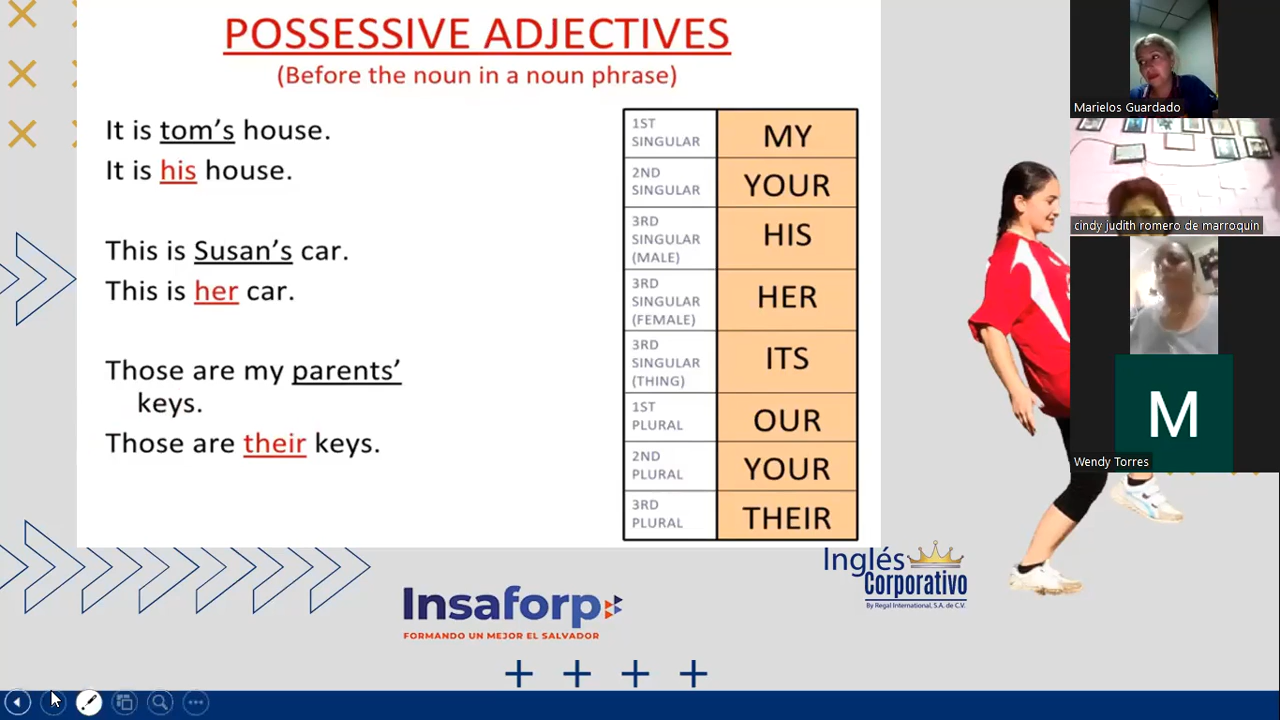 POSSESSIVE ADJECTIVES
(Before the noun in a noun phrase)
It is tom's house.
It is his house.
This is Susan's car.
This is her car.
Those are my parents'
keys.
Those are their keys.
1ST
SINGULAR
MY
2ND
SINGULAR
YOUR
3RD
SINGULAR
(MALE)
HIS
3RD
SINGULAR
(FEMALE)
HER
3RD
SINGULAR
(THING)
ITS
1ST
PLURAL
OUR
2ND
PLURAL
YOUR
3RD
PLURAL
THEIR
Marielos Guardado
cindy judith romero de marroquin
M
Wendy Torres
Inglés
Corporativo
By Regal International, S.A. de C.V.
Insaforp
FORMANDO UN MEJOR EL SALVADOR